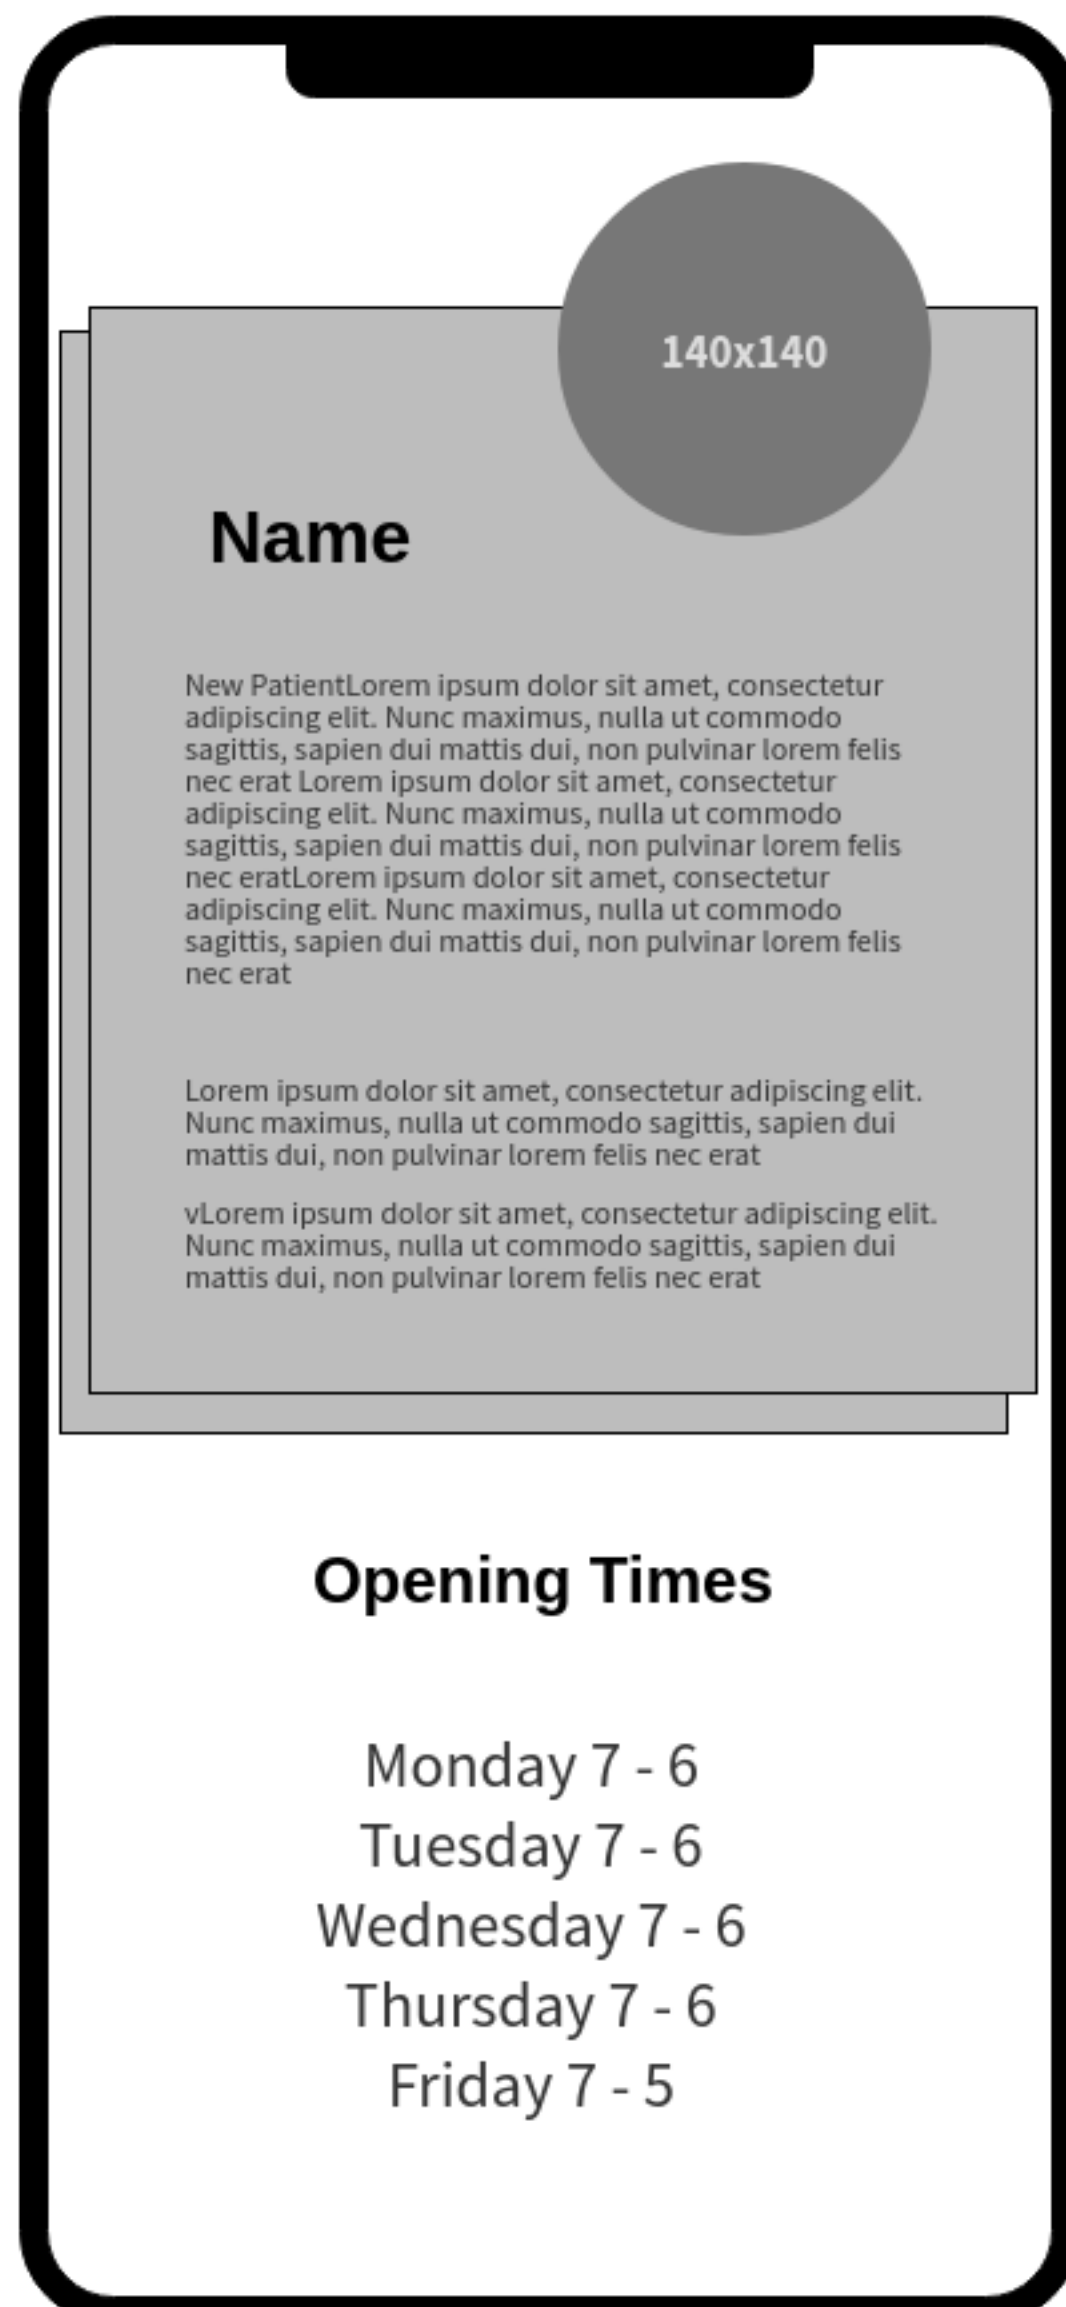 140x140
Name
New PatientLorem ipsum dolor sit amet, consectetur
adipiscing elit. Nunc maximus, nulla ut commodo
sagittis, sapien dui mattis dui, non pulvinar lorem felis
nec erat Lorem ipsum dolor sit amet, consectetur
adipiscing elit. Nunc maximus, nulla ut commodo
sagittis, sapien dui mattis dui, non pulvinar lorem felis
nec eratLorem ipsum dolor sit amet, consectetur
adipiscing elit. Nunc maximus, nulla ut commodo
sagittis, sapien dui mattis dui, non pulvinar lorem felis
nec erat
Lorem ipsum dolor sit amet, consectetur adipiscing elit.
Nunc maximus, nulla ut commodo sagittis, sapien dui
mattis dui, non pulvinar lorem felis nec erat
vLorem ipsum dolor sit amet, consectetur adipiscing elit.
Nunc maximus, nulla ut commodo sagittis, sapien dui
mattis dui, non pulvinar lorem felis nec erat
Opening Times
Monday 7 - 6
Tuesday 7 - 6
Wednesday 7 - 6
Thursday 7 - 6
Friday 7 - 5